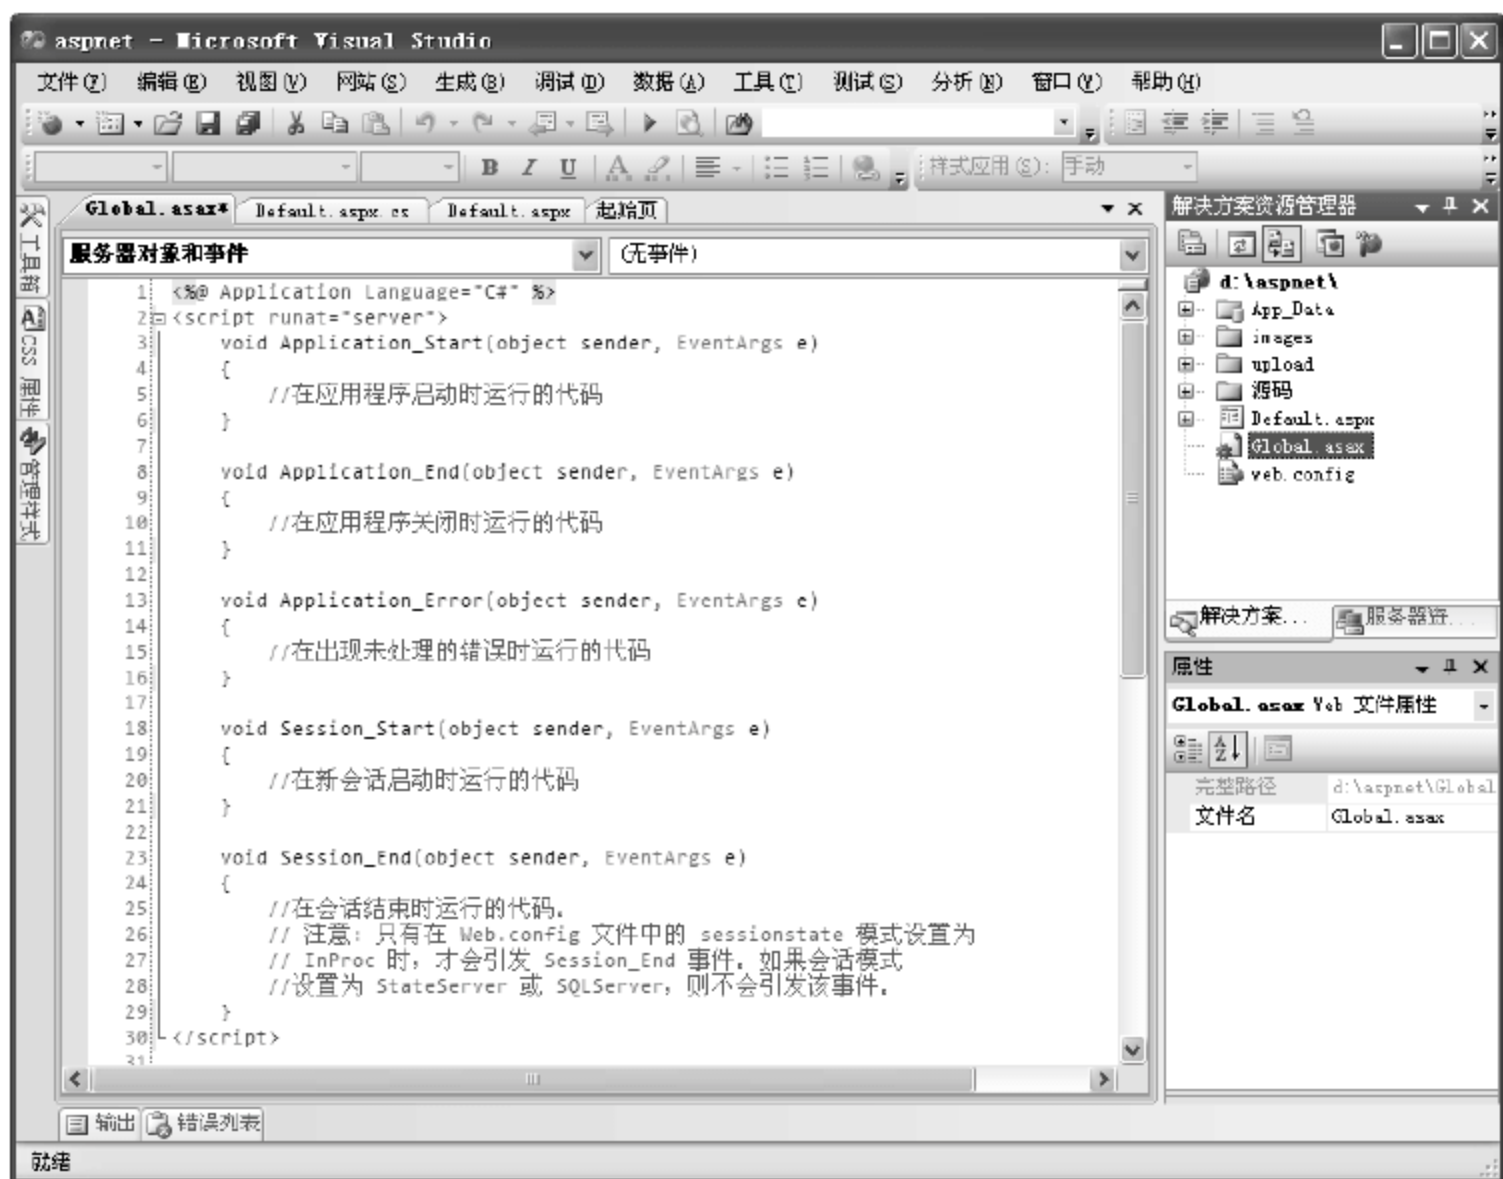 aspnet - Microsoft Visual Studio
文件(F) 编辑(E) 视图(V) 网站(S) 生成(B) 调试(D) 数据(A) 工具(T) 测试(S) 分析(N) 窗口(W) 帮助(H)
B I U A 样式应用(S): 手动
Global.asax* Default.aspx.cs Default.aspx 起始页
服务器对象和事件 (无事件)
工具箱
CSS 属性
管理样式
1 <%@ Application Language="C#" %>
2 <script runat="server">
3 void Application_Start(object sender, EventArgs e)
4 {
5 //在应用程序启动时运行的代码
6 }
7
8 void Application_End(object sender, EventArgs e)
9 {
10 //在应用程序关闭时运行的代码
11 }
12
13 void Application_Error(object sender, EventArgs e)
14 {
15 //在出现未处理的错误时运行的代码
16 }
17
18 void Session_Start(object sender, EventArgs e)
19 {
20 //在新会话启动时运行的代码
21 }
22
23 void Session_End(object sender, EventArgs e)
24 {
25 //在会话结束时运行的代码。
26 // 注意: 只有在 Web.config 文件中的 sessionstate 模式设置为
27 // InProc 时，才会引发 Session_End 事件。如果会话模式
28 //设置为 StateServer 或 SQLServer，则不会引发该事件。
29 }
30 </script>
31
解决方案资源管理器
d:\aspnet\
App_Data
images
upload
源码
Default.aspx
Global.asax
web.config
解决方案... 服务器资...
属性
Global.asax Web 文件属性
完整路径 d:\aspnet\Global
文件名 Global.asax
输出 错误列表
就绪